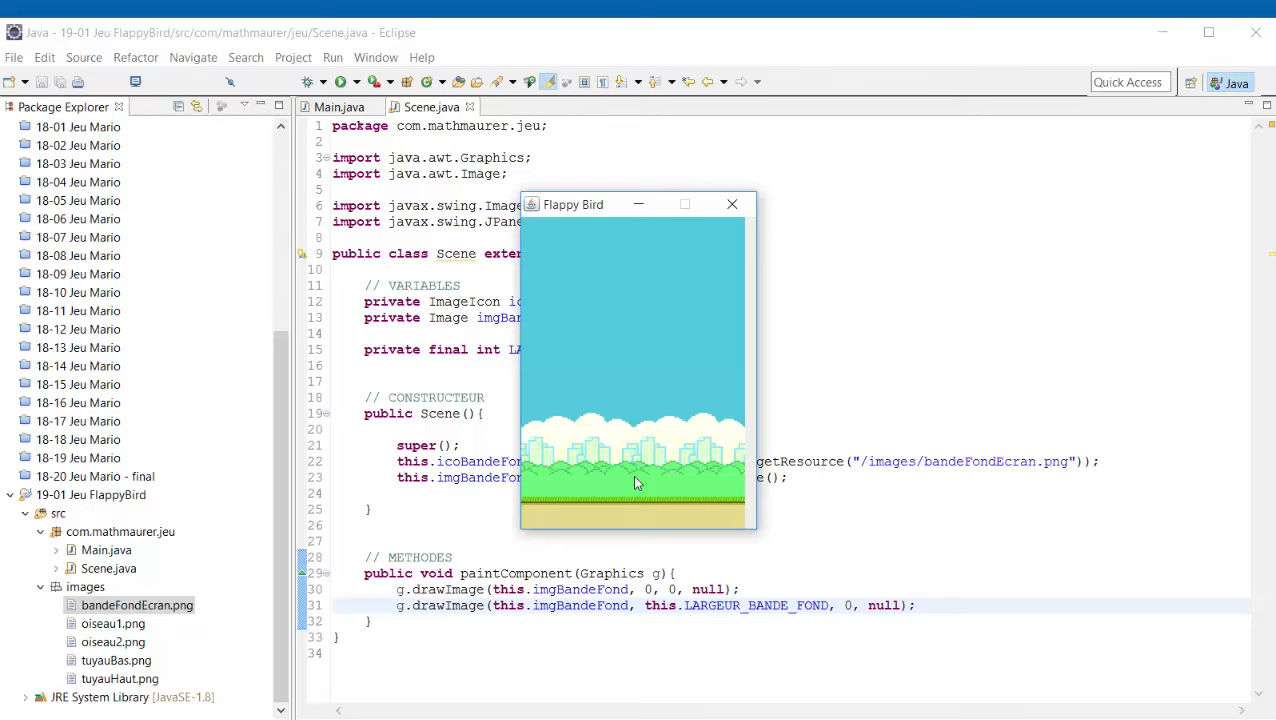 Java - 19-01 Jeu FlappyBird/src/com/mathmaurer/jeu/Scene.java - Eclipse
File Edit Source Refactor Navigate Search Project Run Window Help
Quick Access Java
Package Explorer
18-01 Jeu Mario
18-02 Jeu Mario
18-03 Jeu Mario
18-04 Jeu Mario
18-05 Jeu Mario
18-06 Jeu Mario
18-07 Jeu Mario
18-08 Jeu Mario
18-09 Jeu Mario
18-10 Jeu Mario
18-11 Jeu Mario
18-12 Jeu Mario
18-13 Jeu Mario
18-14 Jeu Mario
18-15 Jeu Mario
18-16 Jeu Mario
18-17 Jeu Mario
18-18 Jeu Mario
18-19 Jeu Mario
18-20 Jeu Mario - final
19-01 Jeu FlappyBird
src
com.mathmaurer.jeu
Main.java
Scene.java
images
bandeFondEcran.png
oiseau1.png
oiseau2.png
tuyauBas.png
tuyauHaut.png
JRE System Library [JavaSE-1.8]
Main.java Scene.java
1 package com.mathmaurer.jeu;
2
3 import java.awt.Graphics;
4 import java.awt.Image;
5
6 import javax.swing.Imag
7 import javax.swing.JPane
8
9 public class Scene exten
10
11 // VARIABLES
12 private ImageIcon ic
13 private Image imgBan
14
15 private final int LA
16
17
18 // CONSTRUCTEUR
19 public Scene(){
20
21 super();
22 this.icoBandeFon getResource("/images/bandeFondEcran.png"));
23 this.imgBandeFon e();
24
25 }
26
27
28 // METHODES
29 public void paintComponent(Graphics g){
30 g.drawImage(this.imgBandeFond, 0, 0, null);
31 g.drawImage(this.imgBandeFond, this.LARGEUR_BANDE_FOND, 0, null);
32 }
33 }
34
Flappy Bird